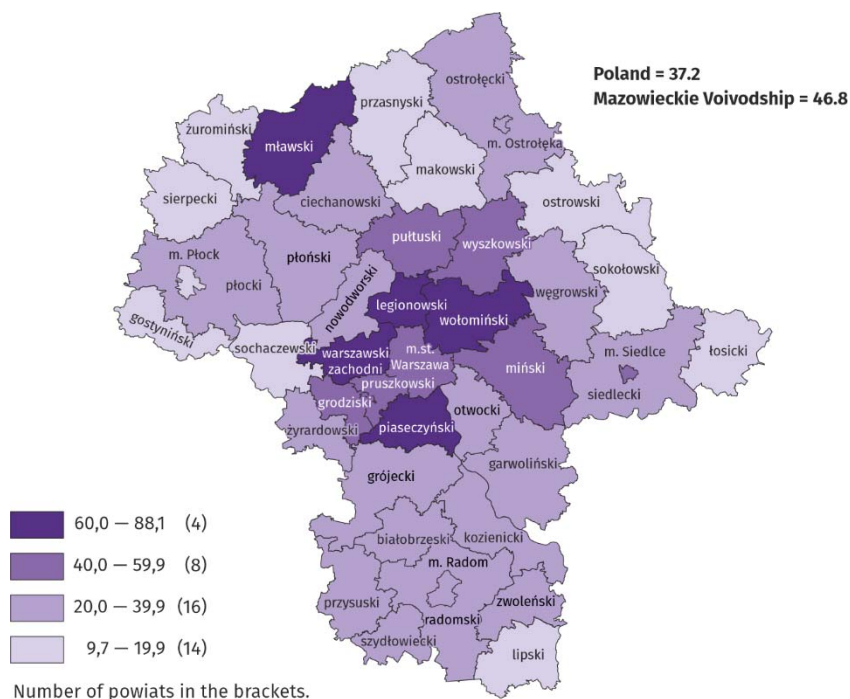 Poland = 37.2
Mazowieckie Voivodship = 46.8
ostrołęcki
przasnyski
żuromiński
mławski
m. Ostrołęka
makowski
sierpecki
ciechanowski
ostrowski
pułtuski
wyszkowski
m. Płock
płoński
sokołowski
płocki
nowodworski
węgrowski
legionowski
gostyniński
wołomiński
sochaczewski
warszawski
zachodni
m.st.
Warszawa
m. Siedlce
łosicki
miński
pruszkowski
siedlecki
grodziski
otwocki
żyrardowski
piaseczyński
garwoliński
grójecki
60,0 — 88,1 (4)
40,0 — 59,9 (8)
20,0 — 39,9 (16)
9,7 — 19,9 (14)
białobrzeski
kozienicki
m. Radom
przysuski
zwoleński
radomski
szydłowiecki
lipski
Number of powiats in the brackets.